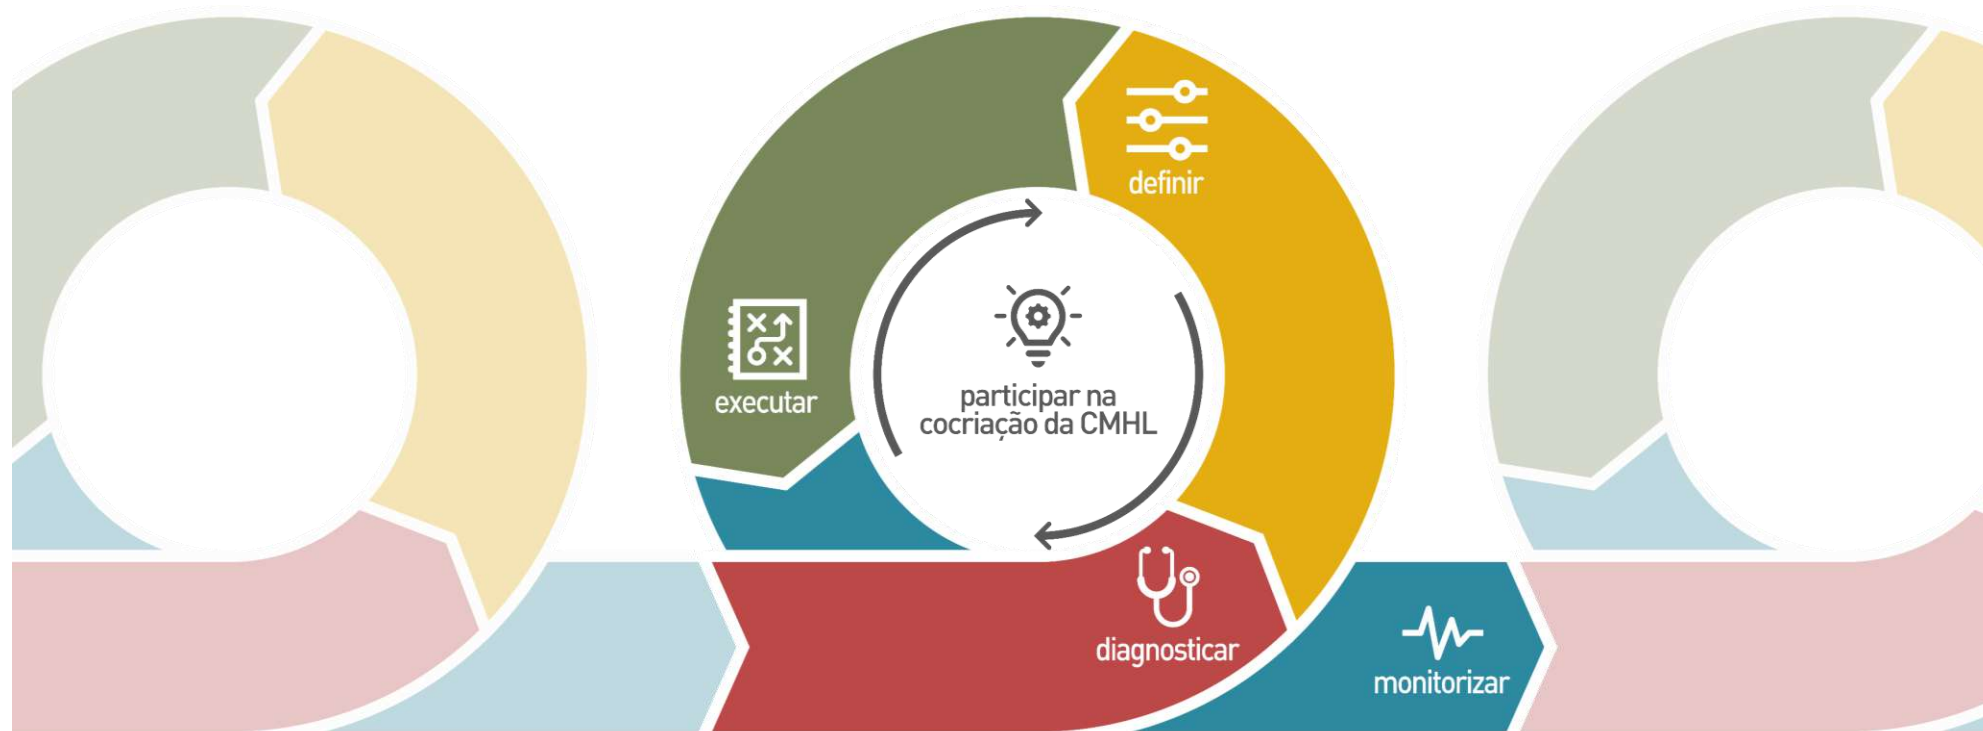 definir
executar
participar na
cocriação da CMHL
diagnosticar
monitorizar